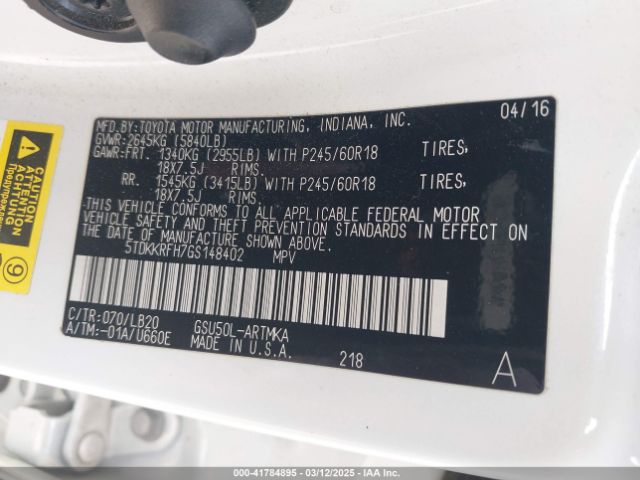 MFD.BY:TOYOTA MOTOR MANUFACTURING, INDIANA, INC. 04/16
GVWR:2645KG (5840LB)
GAWR:FRT. 1340KG (2955LB) WITH P245/60R18 TIRES,
18X7.5J RIMS.
RR. 1545KG (3415LB) WITH P245/60R18 TIRES,
18X7.5J RIMS.
THIS VEHICLE CONFORMS TO ALL APPLICABLE FEDERAL MOTOR
VEHICLE SAFETY AND THEFT PREVENTION STANDARDS IN EFFECT
ON THE DATE OF MANUFACTURE SHOWN ABOVE.
5TDKKRFH7GS148402 MPV
C/TR:070/LB20 GSU50L-ARTMKA
A/TM:-01A/U660E MADE IN U.S.A. 218 A
CAUTION
ATTENTION
ACHTUNG
9
©10-41784895 - 03/12/2025 - IAA Inc.